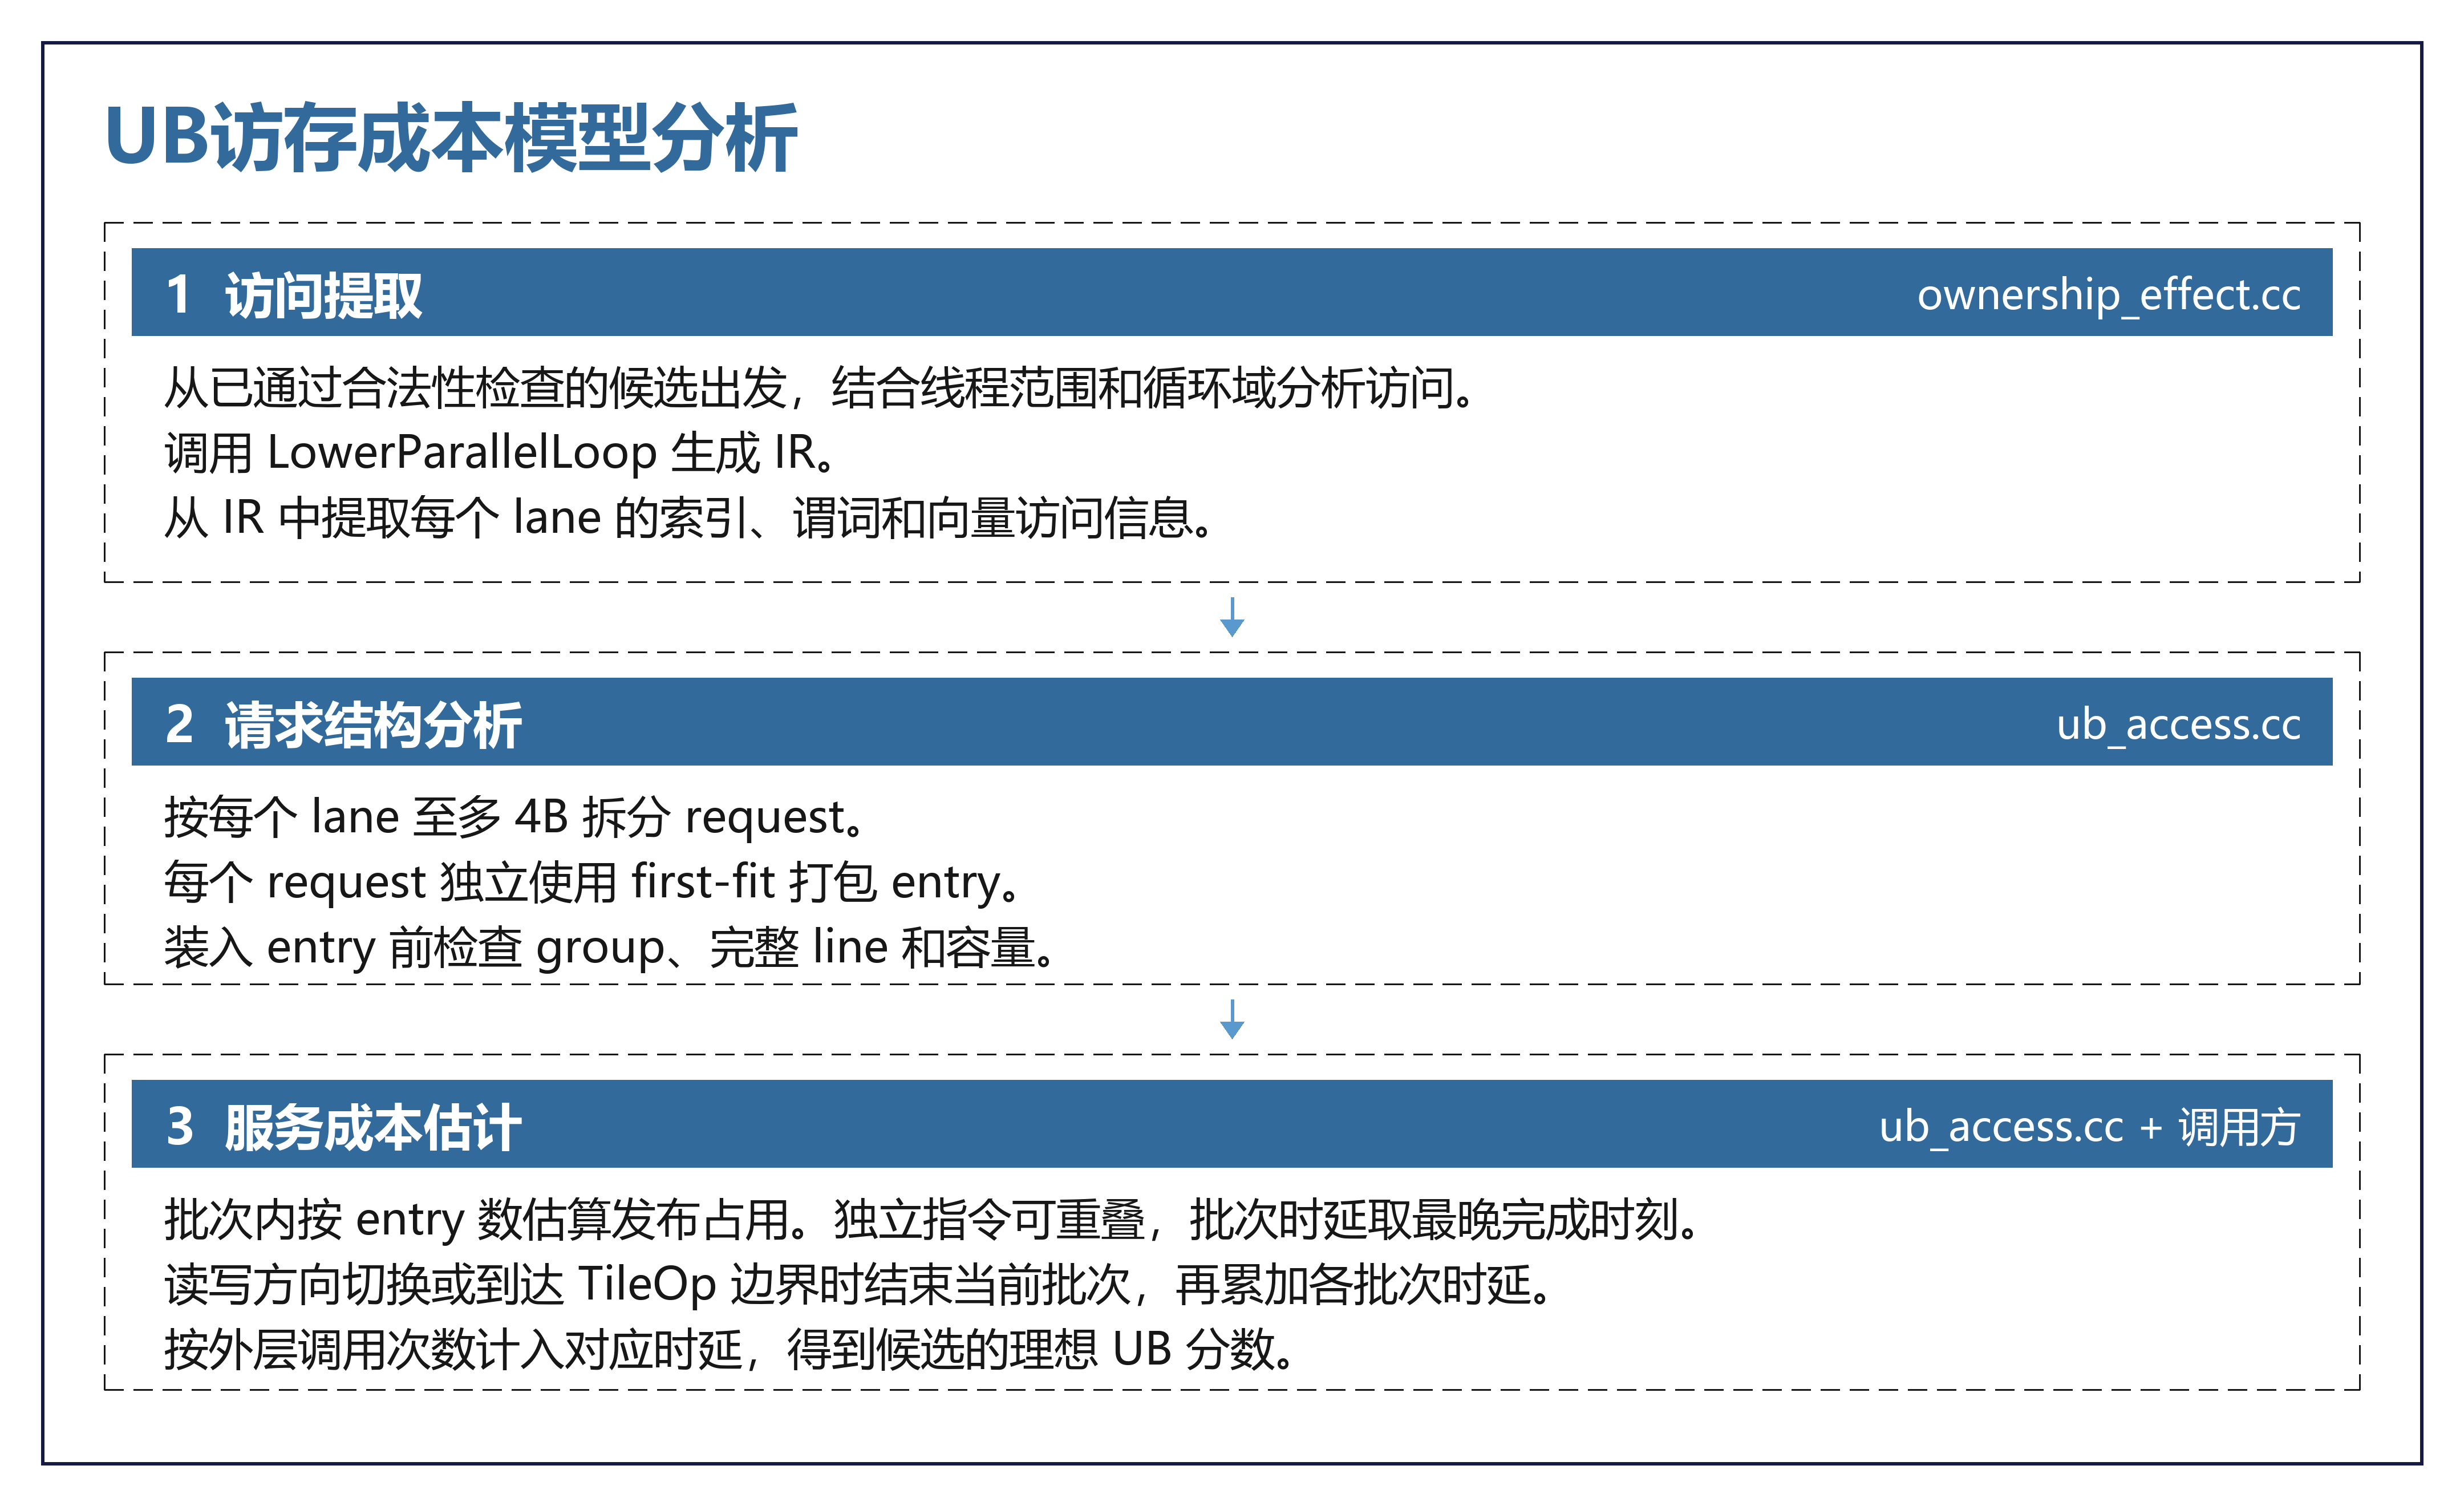 UB访存成本模型分析
1 访问提取
ownership_effect.cc
从已通过合法性检查的候选出发，结合线程范围和循环域分析访问。
调用 LowerParallelLoop 生成 IR。
从 IR 中提取每个 lane 的索引、谓词和向量访问信息。
2 请求结构分析
ub_access.cc
按每个 lane 至多 4B 拆分 request。
每个 request 独立使用 first-fit 打包 entry。
装入 entry 前检查 group、完整 line 和容量。
3 服务成本估计
ub_access.cc + 调用方
批次内按 entry 数估算发布占用。独立指令可重叠，批次时延取最晚完成时刻。
读写方向切换或到达 TileOp 边界时结束当前批次，再累加各批次时延。
按外层调用次数计入对应时延，得到候选的理想 UB 分数。